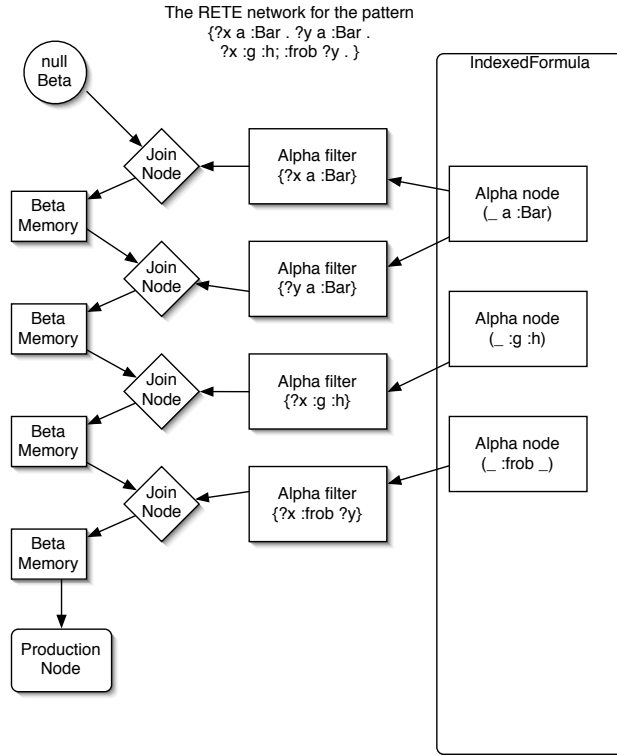 The RETE network for the pattern
{?x a :Bar . ?y a :Bar .
?x :g :h; :frob ?y . }
IndexedFormula
null
Beta
Join
Node
Alpha filter
{?x a :Bar}
Alpha node
(_ a :Bar)
Beta
Memory
Join
Node
Alpha filter
{?y a :Bar}
Beta
Memory
Alpha node
(_ :g :h)
Join
Node
Alpha filter
{?x :g :h}
Beta
Memory
Alpha node
(_ :frob _)
Join
Node
Alpha filter
{?x :frob ?y}
Beta
Memory
Production
Node